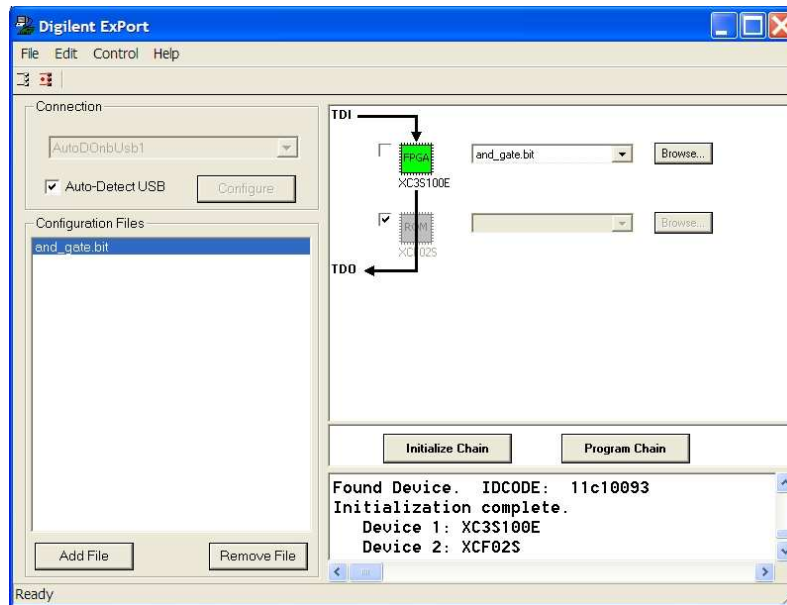 Digilent ExPort
File Edit Control Help
Connection
AutoDOnbUsb1
Auto-Detect USB
Configure
Configuration Files
and_gate.bit
Add File
Remove File
TDI
FPGA
and_gate.bit
Browse...
XC3S100E
ROM
Browse...
XCF02S
TDO
Initialize Chain
Program Chain
Found Device. IDCODE: 11c10093
Initialization complete.
Device 1: XC3S100E
Device 2: XCF02S
Ready